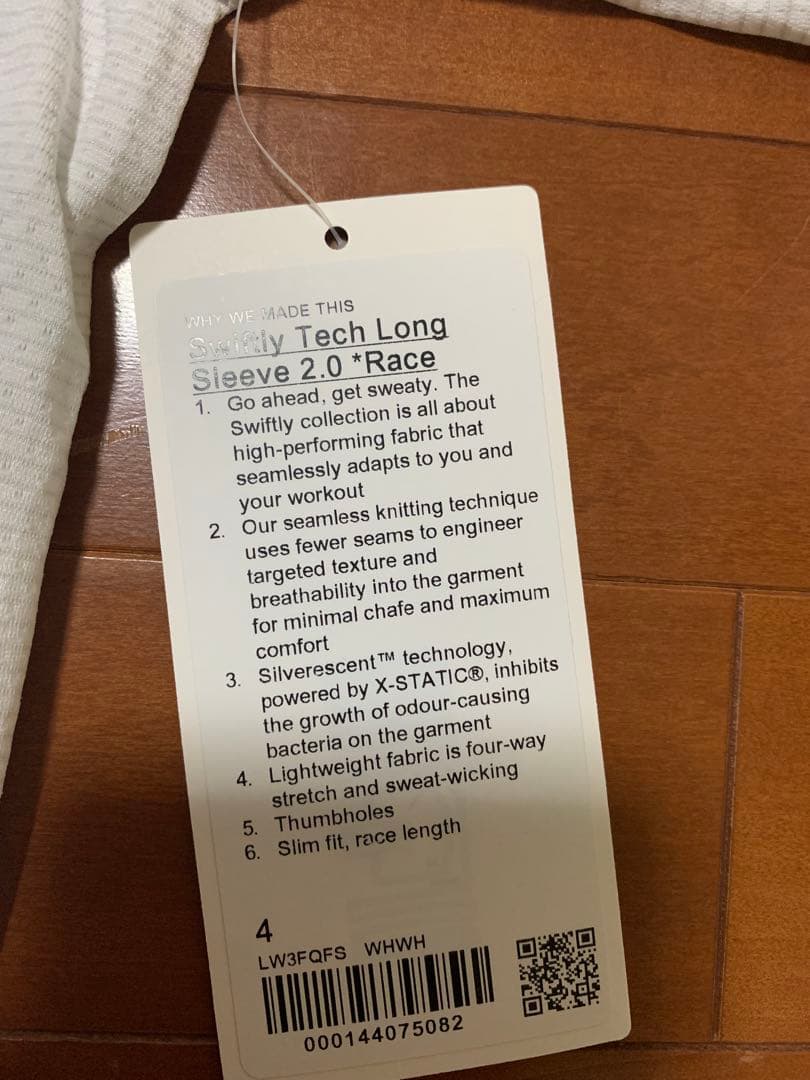 WHY WE MADE THIS
Swiftly Tech Long
Sleeve 2.0 *Race
1. Go ahead, get sweaty. The
Swiftly collection is all about
high-performing fabric that
seamlessly adapts to you and
your workout
2. Our seamless knitting technique
uses fewer seams to engineer
targeted texture and
breathability into the garment
for minimal chafe and maximum
comfort
3. Silverescent™ technology,
powered by X-STATIC®, inhibits
the growth of odour-causing
bacteria on the garment
4. Lightweight fabric is four-way
stretch and sweat-wicking
5. Thumbholes
6. Slim fit, race length
4
LW3FQFS WHWH
000144075082